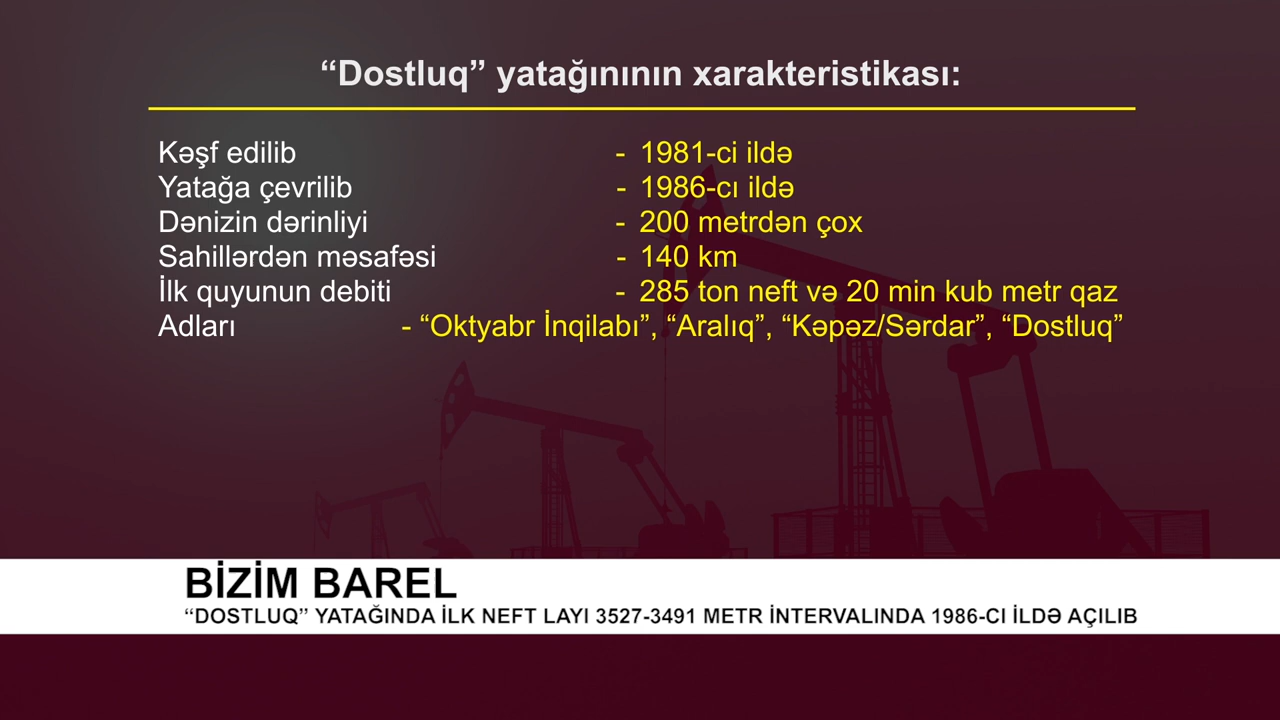 “Dostluq” yatağınının xarakteristikası:
Kəşf edilib - 1981-ci ildə
Yatağa çevrilib - 1986-cı ildə
Dənizin dərinliyi - 200 metrdən çox
Sahillərdən məsafəsi - 140 km
İlk quyunun debiti - 285 ton neft və 20 min kub metr qaz
Adları - “Oktyabr İnqilabı”, “Aralıq”, “Kəpəz/Sərdar”, “Dostluq”
BİZİM BAREL
“DOSTLUQ” YATAĞINDA İLK NEFT LAYI 3527-3491 METR İNTERVALINDA 1986-CI İLDƏ AÇILIB